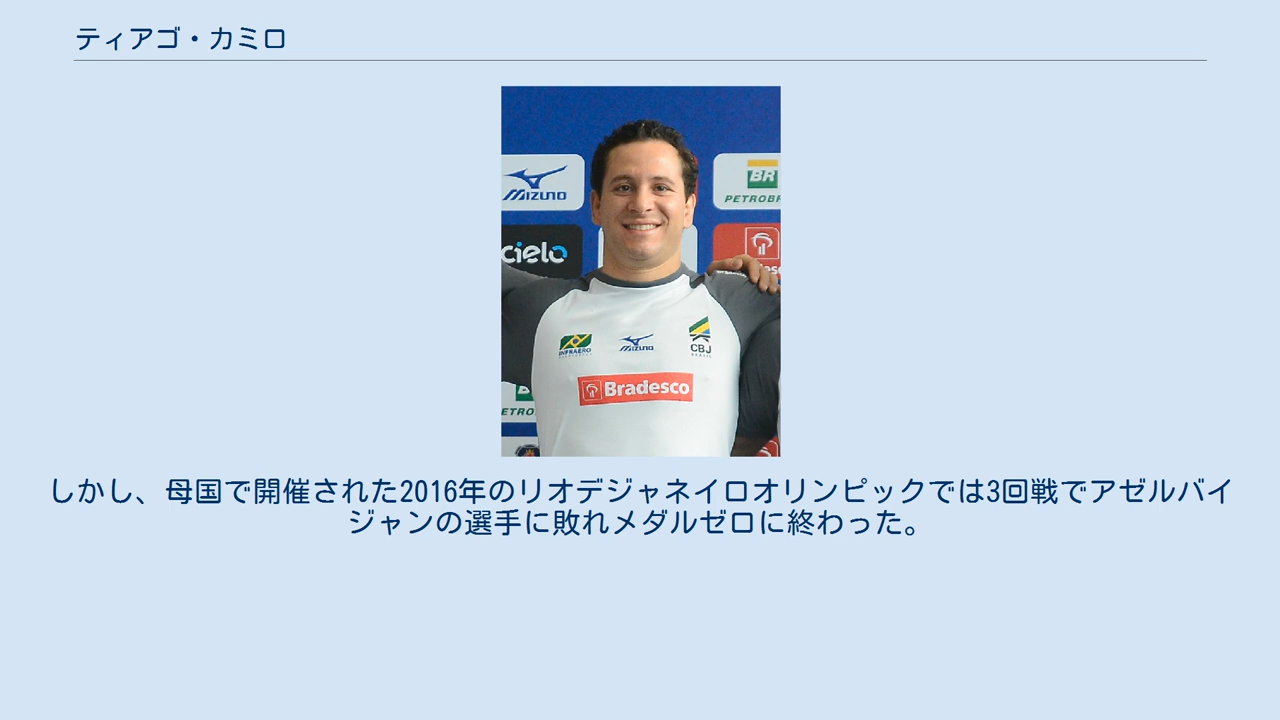 ティアゴ・カミロ
MIZUNO
BR
PETROBR
cielo
INFRAERO
MIZUNO
CBJ
BRASIL
Bradesco
しかし、母国で開催された2016年のリオデジャネイロオリンピックでは3回戦でアゼルバイ
ジャンの選手に敗れメダルゼロに終わった。